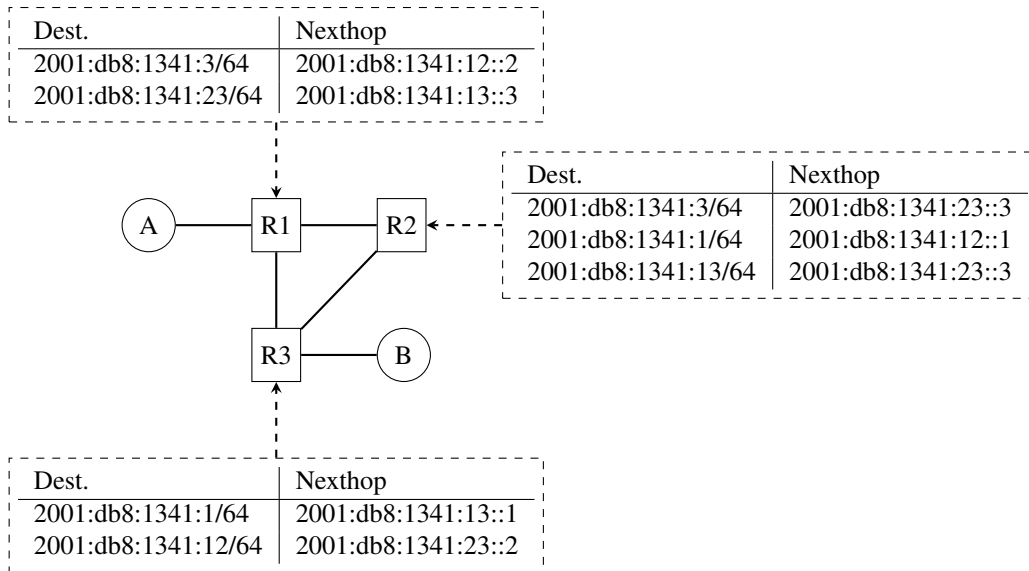 Dest. Nexthop
2001:db8:1341:3/64 2001:db8:1341:12::2
2001:db8:1341:23/64 2001:db8:1341:13::3
Dest. Nexthop
2001:db8:1341:3/64 2001:db8:1341:23::3
2001:db8:1341:1/64 2001:db8:1341:12::1
2001:db8:1341:13/64 2001:db8:1341:23::3
A R1 R2
R3 B
Dest. Nexthop
2001:db8:1341:1/64 2001:db8:1341:13::1
2001:db8:1341:12/64 2001:db8:1341:23::2